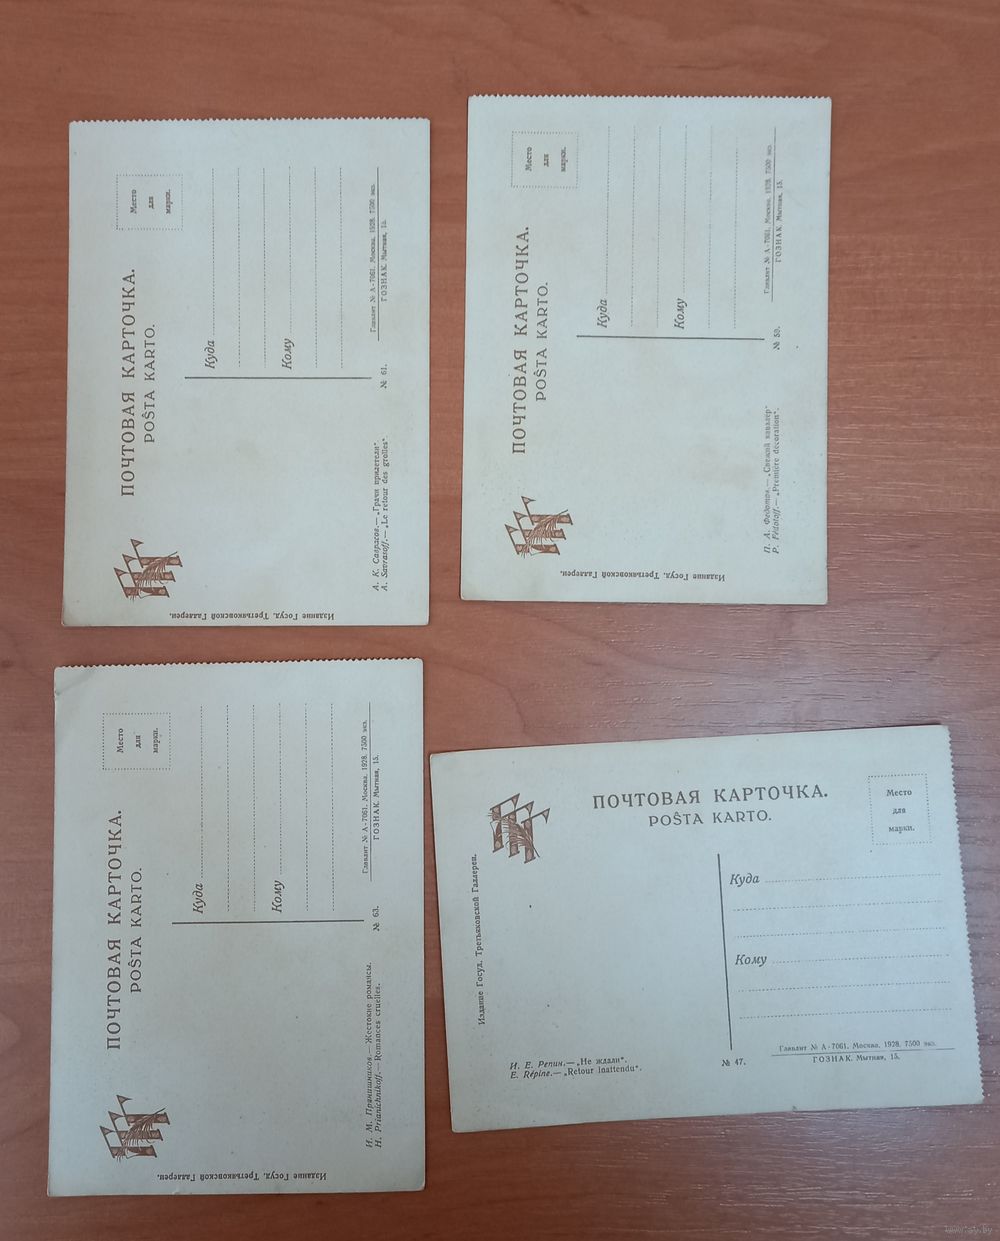 ПОЧТОВАЯ КАРТОЧКА.
POŜTA KARTO.
Место
для
марки.
Куда
Кому
Главлит № А-7061. Москва. 1928. 7500 экз.
ГОЗНАК. Мытная, 15.
№ 61.
А. К. Саврасов.— „Грачи прилетели“.
A. Savrasoff.— „Le retour des grolles“.
Издание Госуд. Третьяковской Галлереи.
ПОЧТОВАЯ КАРТОЧКА.
POŜTA KARTO.
Место
для
марки.
Куда
Кому
Главлит № А-7061. Москва. 1928. 7500 экз.
ГОЗНАК. Мытная, 15.
№ 59.
П. А. Федотов.— „Свежий кавалер“
P. Fédotoff.— „Première décoration“.
Издание Госуд. Третьяковской Галлереи.
ПОЧТОВАЯ КАРТОЧКА.
POŜTA KARTO.
Место
для
марки.
Куда
Кому
Главлит № А-7061. Москва. 1928. 7500 экз.
ГОЗНАК. Мытная, 15.
№ 63.
И. М. Прянишников.— Жестокие романсы.
H. Prianichnikoff.— Romances cruelles.
Издание Госуд. Третьяковской Галлереи.
ПОЧТОВАЯ КАРТОЧКА.
POŜTA KARTO.
Место
для
марки.
Куда
Кому
Главлит № А-7061. Москва. 1928. 7500 экз.
ГОЗНАК. Мытная, 15.
№ 47.
И. Е. Репин.— „Не ждали“.
E. Répine.— „Retour inattendu“.
Издание Госуд. Третьяковской Галлереи.
www.ay.by